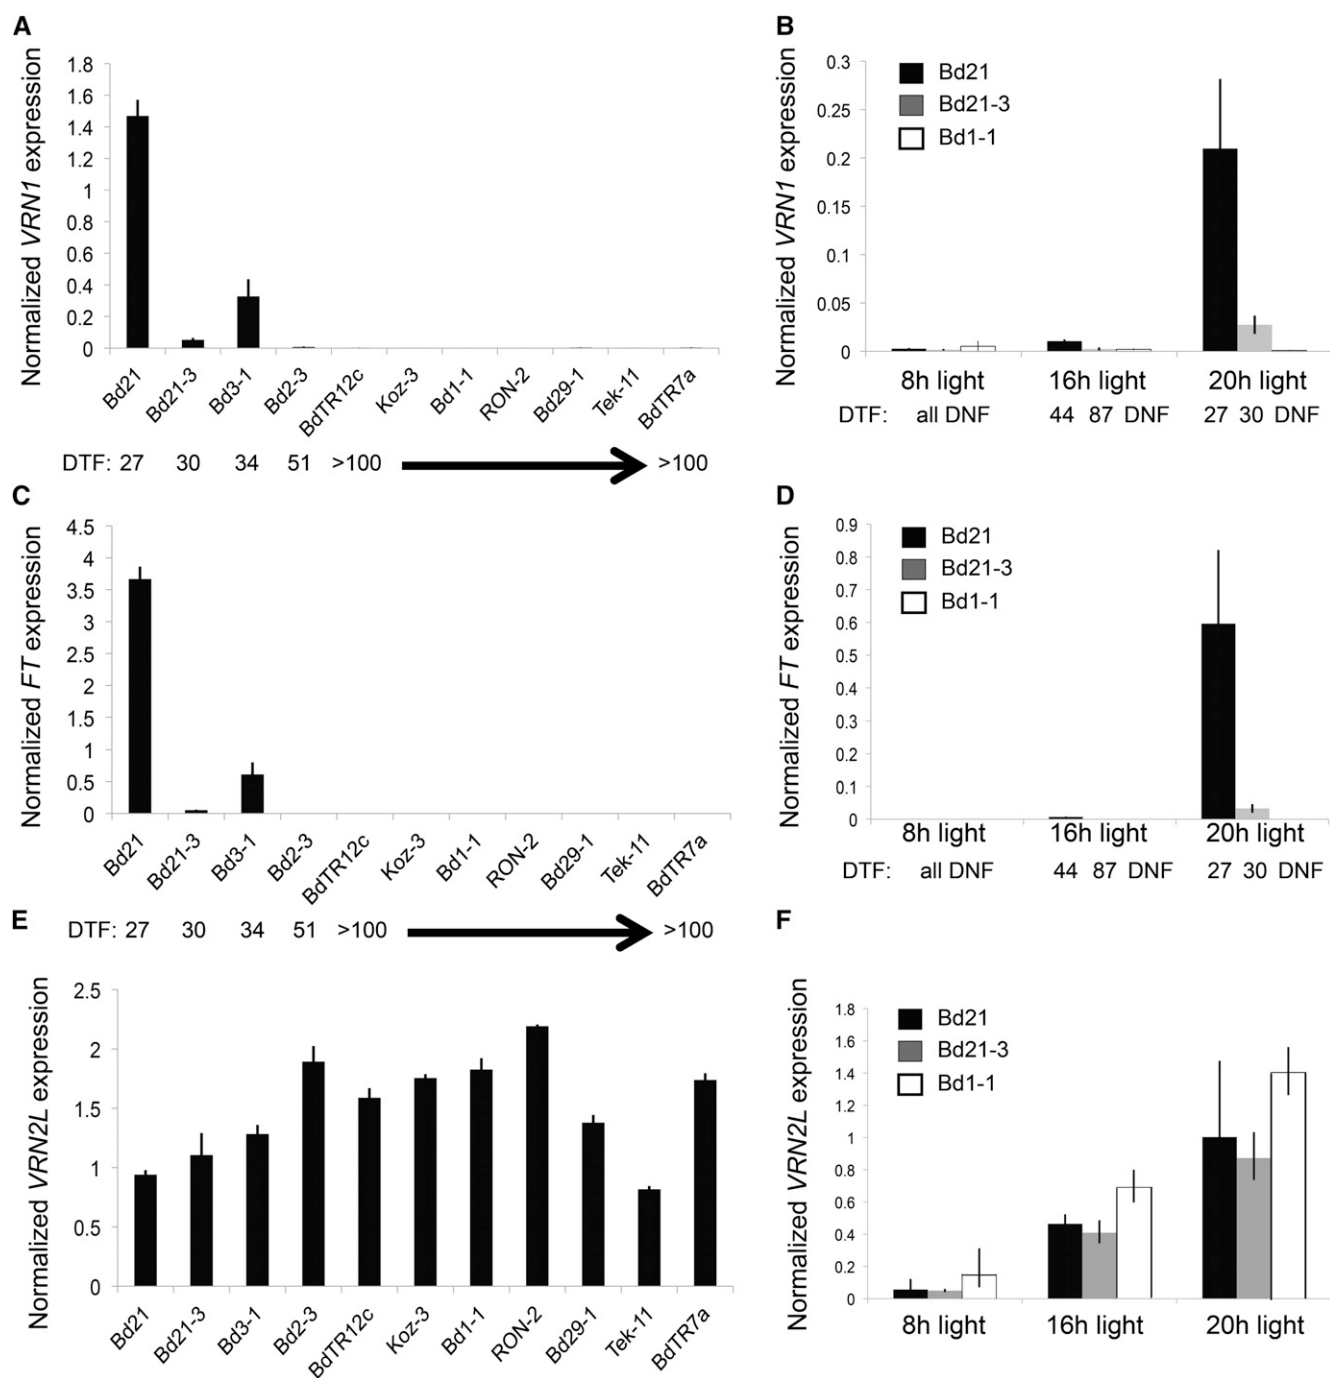 A
Normalized VRN1 expression
1.8
1.6
1.4
1.2
1
0.8
0.6
0.4
0.2
0
Bd21
Bd21-3
Bd3-1
Bd2-3
BdTR12c
Koz-3
Bd1-1
RON-2
Bd29-1
Tek-11
BdTR7a
DTF: 27 30 34 51 >100 >100
B
Normalized VRN1 expression
0.3
0.25
0.2
0.15
0.1
0.05
0
Bd21
Bd21-3
Bd1-1
8h light 16h light 20h light
DTF: all DNF 44 87 DNF 27 30 DNF
C
Normalized FT expression
4.5
4
3.5
3
2.5
2
1.5
1
0.5
0
Bd21
Bd21-3
Bd3-1
Bd2-3
BdTR12c
Koz-3
Bd1-1
RON-2
Bd29-1
Tek-11
BdTR7a
DTF: 27 30 34 51 >100 >100
D
Normalized FT expression
0.9
0.8
0.7
0.6
0.5
0.4
0.3
0.2
0.1
0
Bd21
Bd21-3
Bd1-1
8h light 16h light 20h light
DTF: all DNF 44 87 DNF 27 30 DNF
E
Normalized VRN2L expression
2.5
2
1.5
1
0.5
0
Bd21
Bd21-3
Bd3-1
Bd2-3
BdTR12c
Koz-3
Bd1-1
RON-2
Bd29-1
Tek-11
BdTR7a
F
Normalized VRN2L expression
1.8
1.6
1.4
1.2
1
0.8
0.6
0.4
0.2
0
Bd21
Bd21-3
Bd1-1
8h light 16h light 20h light